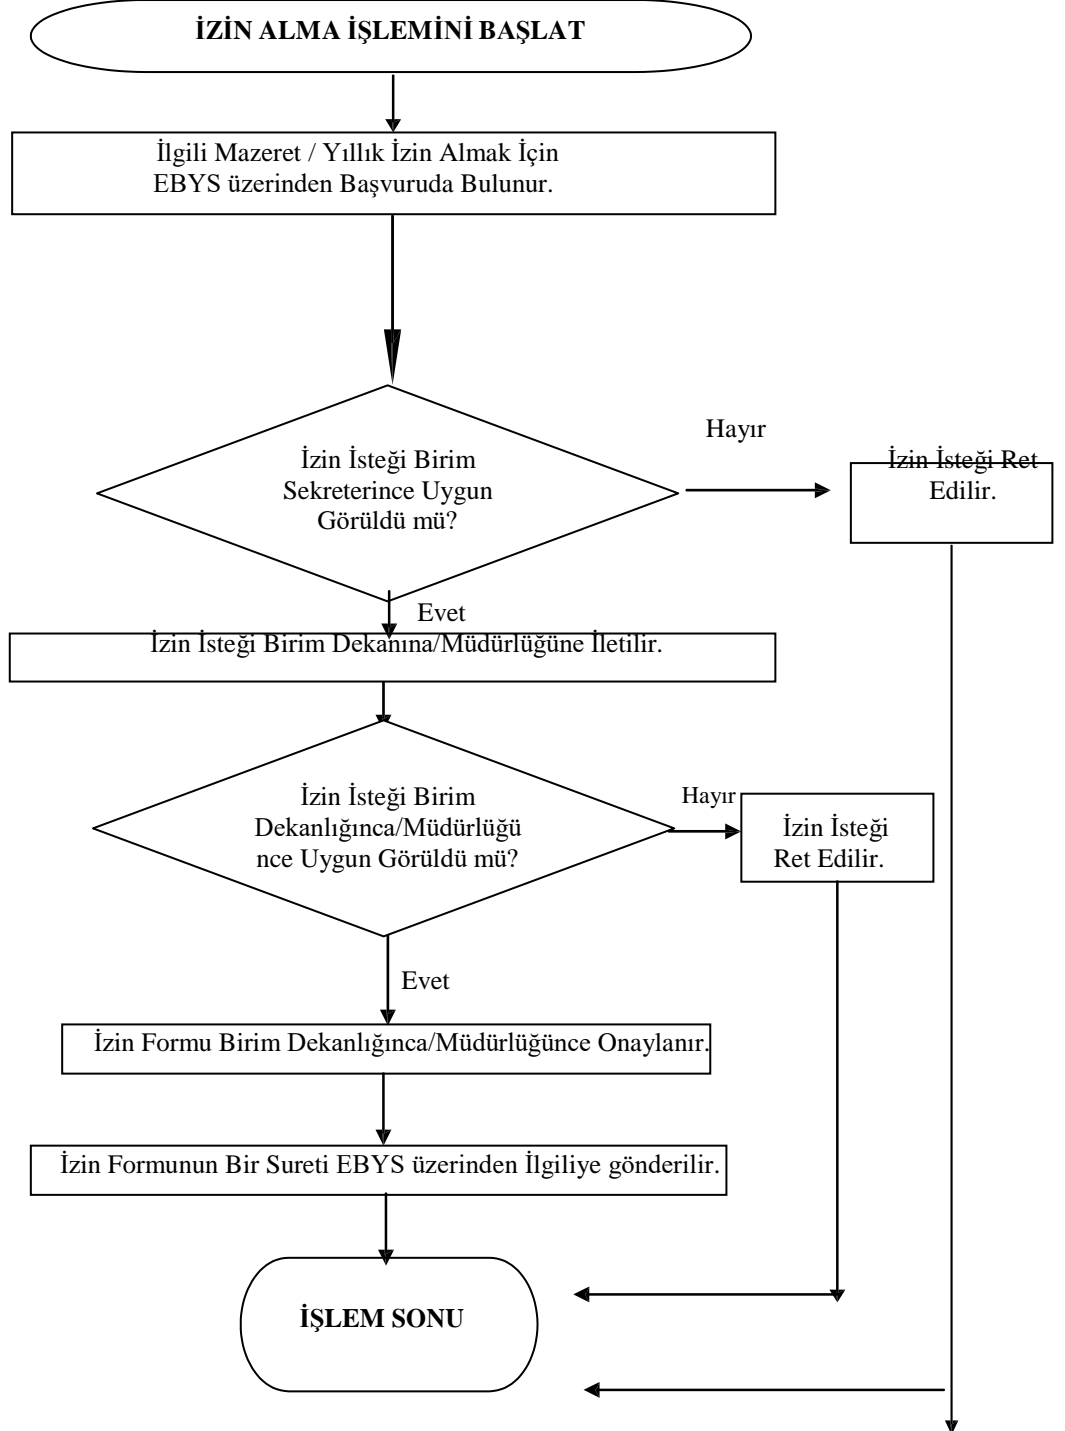 İZİN ALMA İŞLEMİNİ BAŞLAT
İlgili Mazeret / Yıllık İzin Almak İçin
EBYS üzerinden Başvuruda Bulunur.
Hayır
İzin İsteği Birim
Sekreterince Uygun
Görüldü mü?
İzin İsteği Ret
Edilir.
Evet
İzin İsteği Birim Dekanına/Müdürlüğüne İletilir.
İzin İsteği Birim
Dekanlığınca/Müdürlüğü
nce Uygun Görüldü mü?
Hayır
İzin İsteği
Ret Edilir.
Evet
İzin Formu Birim Dekanlığınca/Müdürlüğünce Onaylanır.
İzin Formunun Bir Sureti EBYS üzerinden İlgiliye gönderilir.
İŞLEM SONU